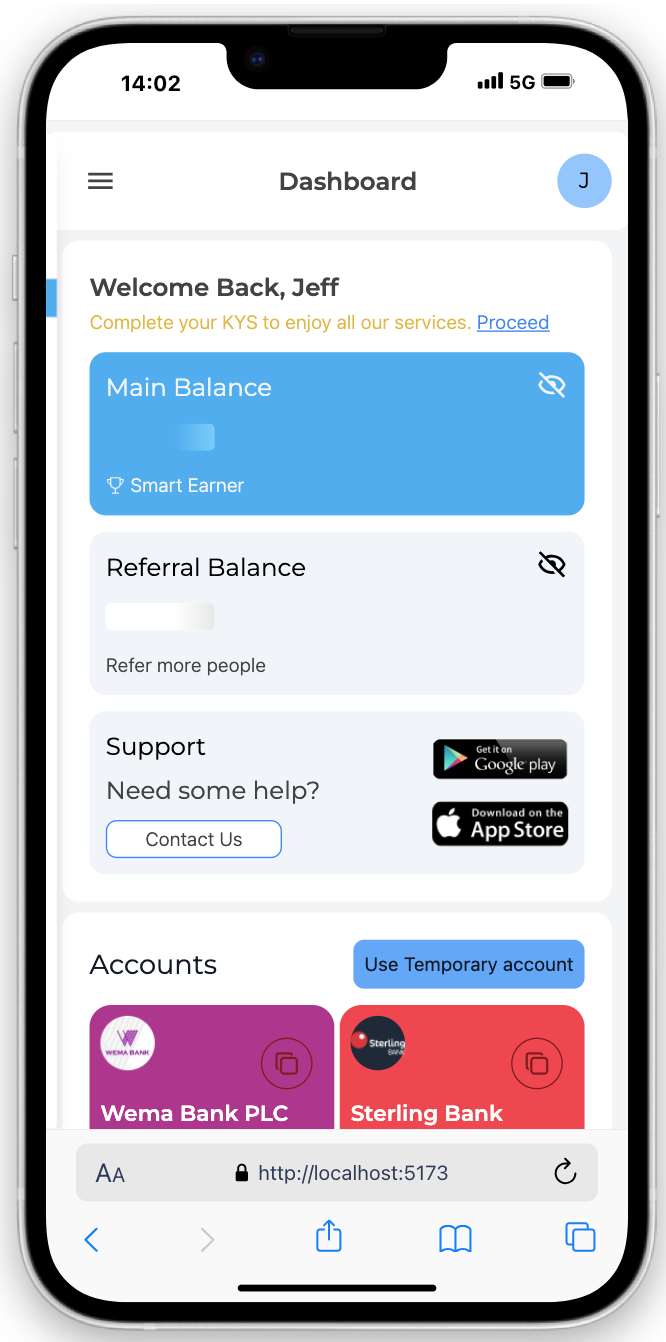 14:02
5G
Dashboard
J
Welcome Back, Jeff
Complete your KYS to enjoy all our services. Proceed
Main Balance
Smart Earner
Referral Balance
Refer more people
Support
Need some help?
Contact Us
Get it on
Google play
Download on the
App Store
Accounts
Use Temporary account
WEMA BANK
Sterling
BANK
Wema Bank PLC
Sterling Bank
AA
http://localhost:5173